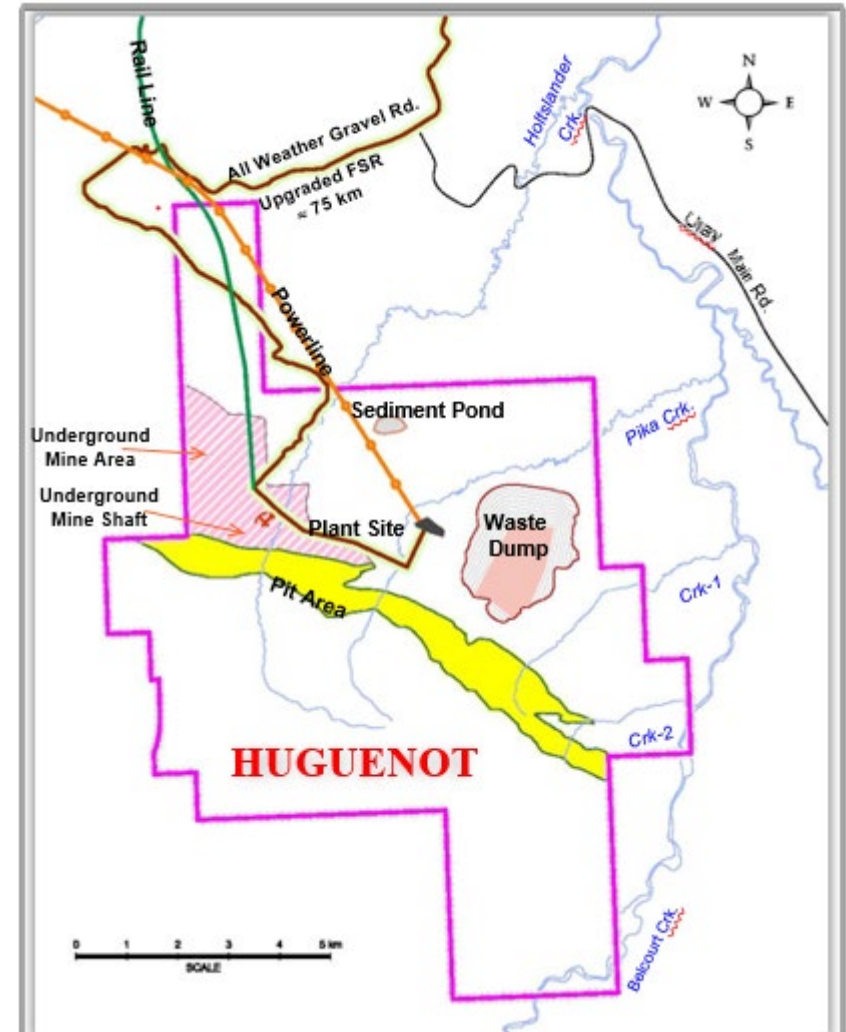 Rail Line
All Weather Gravel Rd.
Upgraded FSR
≈ 75 km
Holtslander
Crk.
N
W
E
S
Main Rd.
Powerline
Sediment Pond
Pika Crk.
Underground
Mine Area
Underground
Mine Shaft
Plant Site
Waste
Dump
Pit Area
Crk-1
Crk-2
HUGUENOT
Belcourt Crk.
0 1 2 3 4 5 km
SCALE